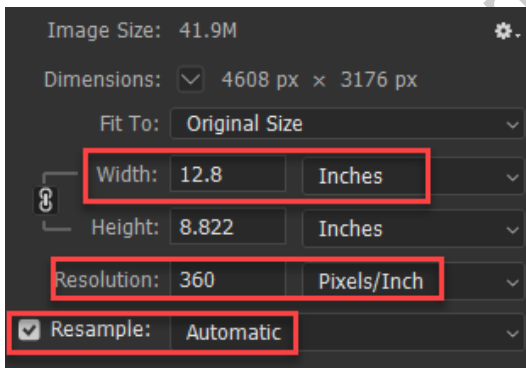 Image Size: 41.9M
Dimensions: 4608 px × 3176 px
Fit To: Original Size
Width: 12.8 Inches
Height: 8.822 Inches
Resolution: 360 Pixels/Inch
Resample: Automatic